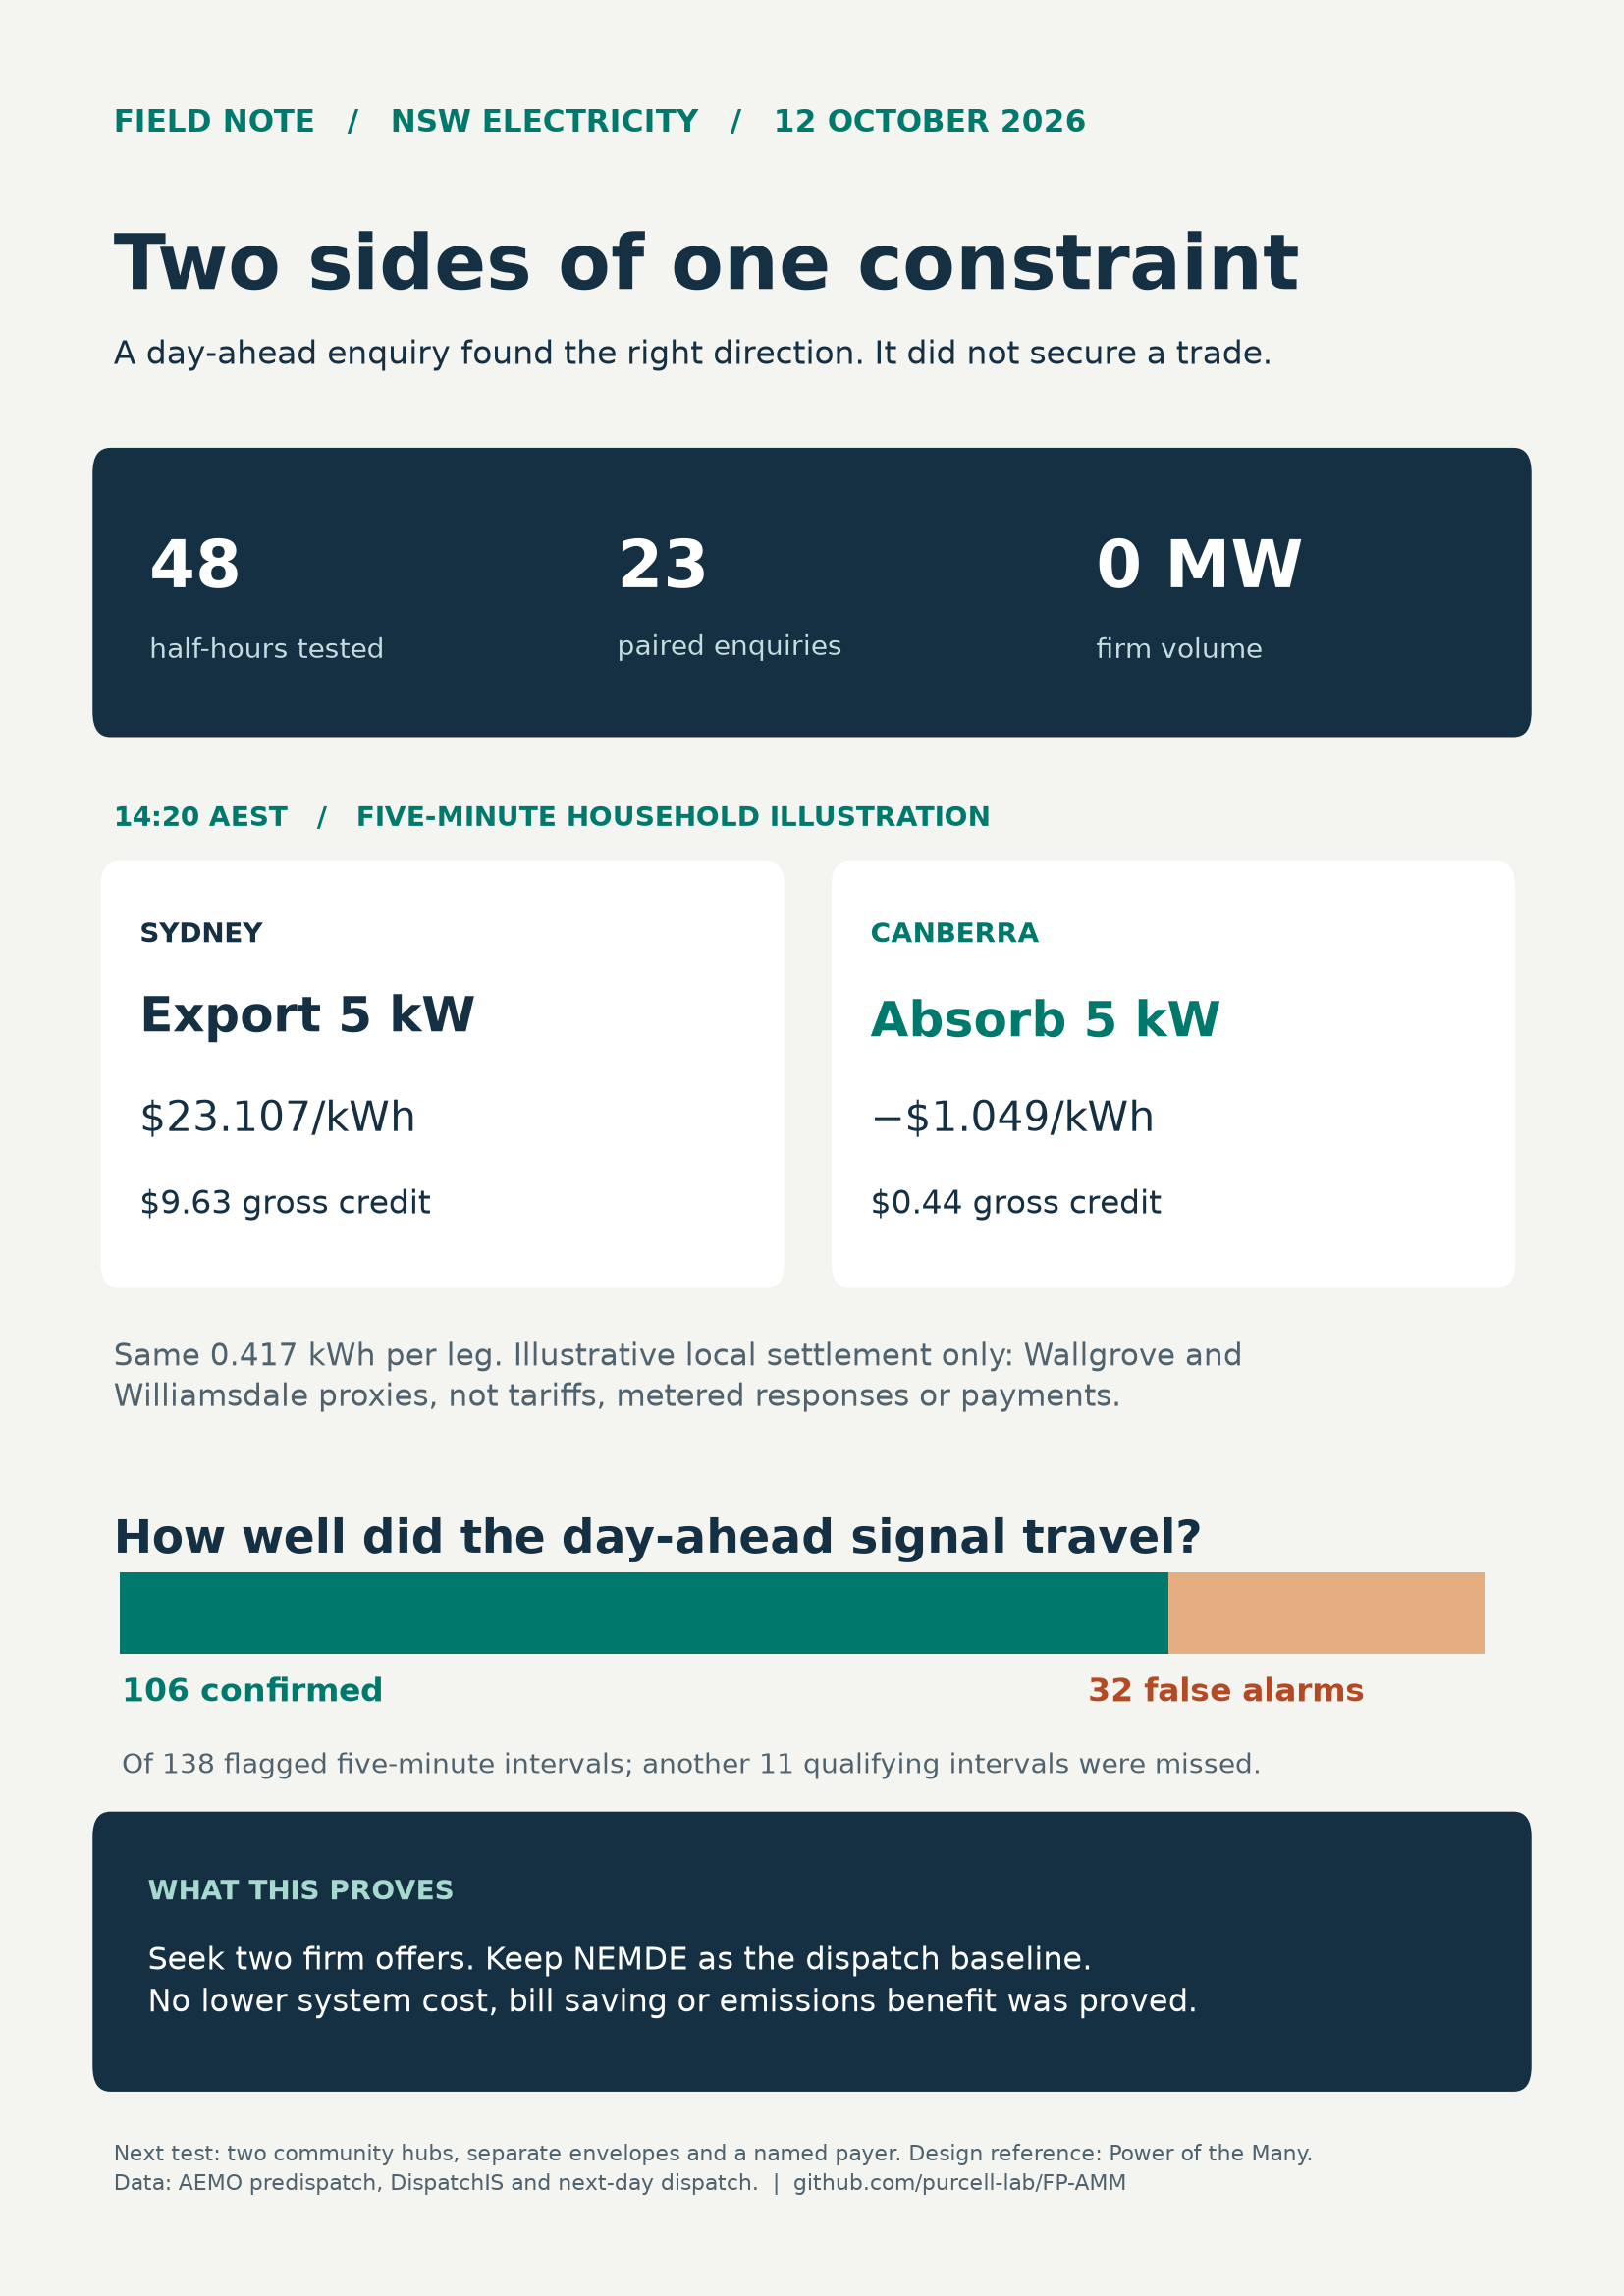 FIELD NOTE / NSW ELECTRICITY / 12 OCTOBER 2026
Two sides of one constraint
A day-ahead enquiry found the right direction. It did not secure a trade.
48
half-hours tested
23
paired enquiries
0 MW
firm volume
14:20 AEST / FIVE-MINUTE HOUSEHOLD ILLUSTRATION
SYDNEY
Export 5 kW
$23.107/kWh
$9.63 gross credit
CANBERRA
Absorb 5 kW
−$1.049/kWh
$0.44 gross credit
Same 0.417 kWh per leg. Illustrative local settlement only: Wallgrove and
Williamsdale proxies, not tariffs, metered responses or payments.
How well did the day-ahead signal travel?
106 confirmed
32 false alarms
Of 138 flagged five-minute intervals; another 11 qualifying intervals were missed.
WHAT THIS PROVES
Seek two firm offers. Keep NEMDE as the dispatch baseline.
No lower system cost, bill saving or emissions benefit was proved.
Next test: two community hubs, separate envelopes and a named payer. Design reference: Power of the Many.
Data: AEMO predispatch, DispatchIS and next-day dispatch. | github.com/purcell-lab/FP-AMM